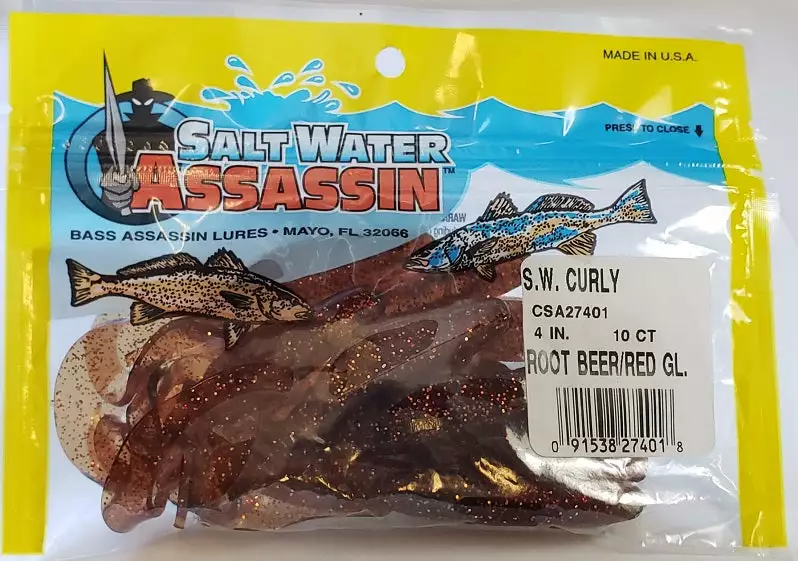 MADE IN U.S.A.
PRESS TO CLOSE
SALT WATER
ASSASSIN™
BASS ASSASSIN LURES • MAYO, FL 32066
S.W. CURLY
CSA27401
4 IN. 10 CT
ROOT BEER/RED GL.
0 91538 27401 8